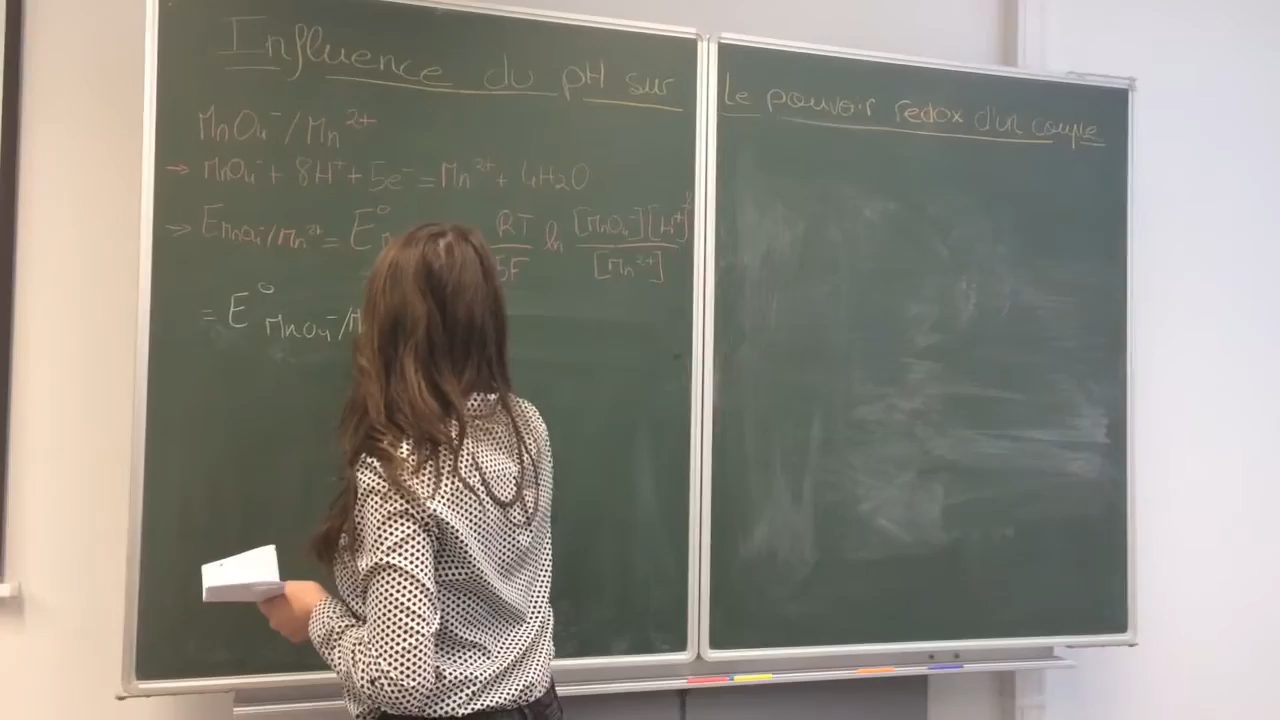 Influence du pH sur le pouvoir redox d'un couple
MnO₄⁻/Mn²⁺
→ MnO₄⁻ + 8H⁺ + 5e⁻ = Mn²⁺ + 4H₂O
→ E MnO₄⁻/Mn²⁺ = E° RT/5F ln [MnO₄⁻][H⁺]⁸/[Mn²⁺]
= E° MnO₄⁻/M